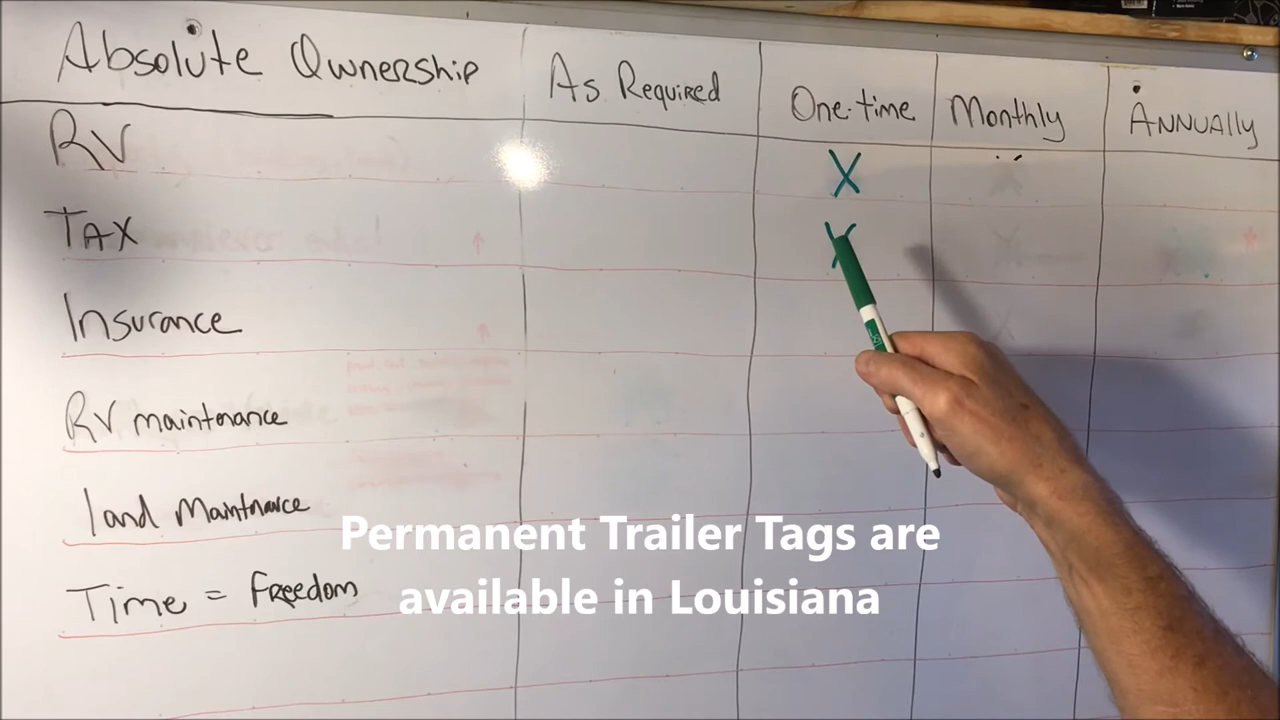 Absolute Ownership As Required One-time Monthly Annually
RV X
Tax X
Insurance
RV maintenance
land Maintnance
Time = Freedom
Permanent Trailer Tags are
available in Louisiana